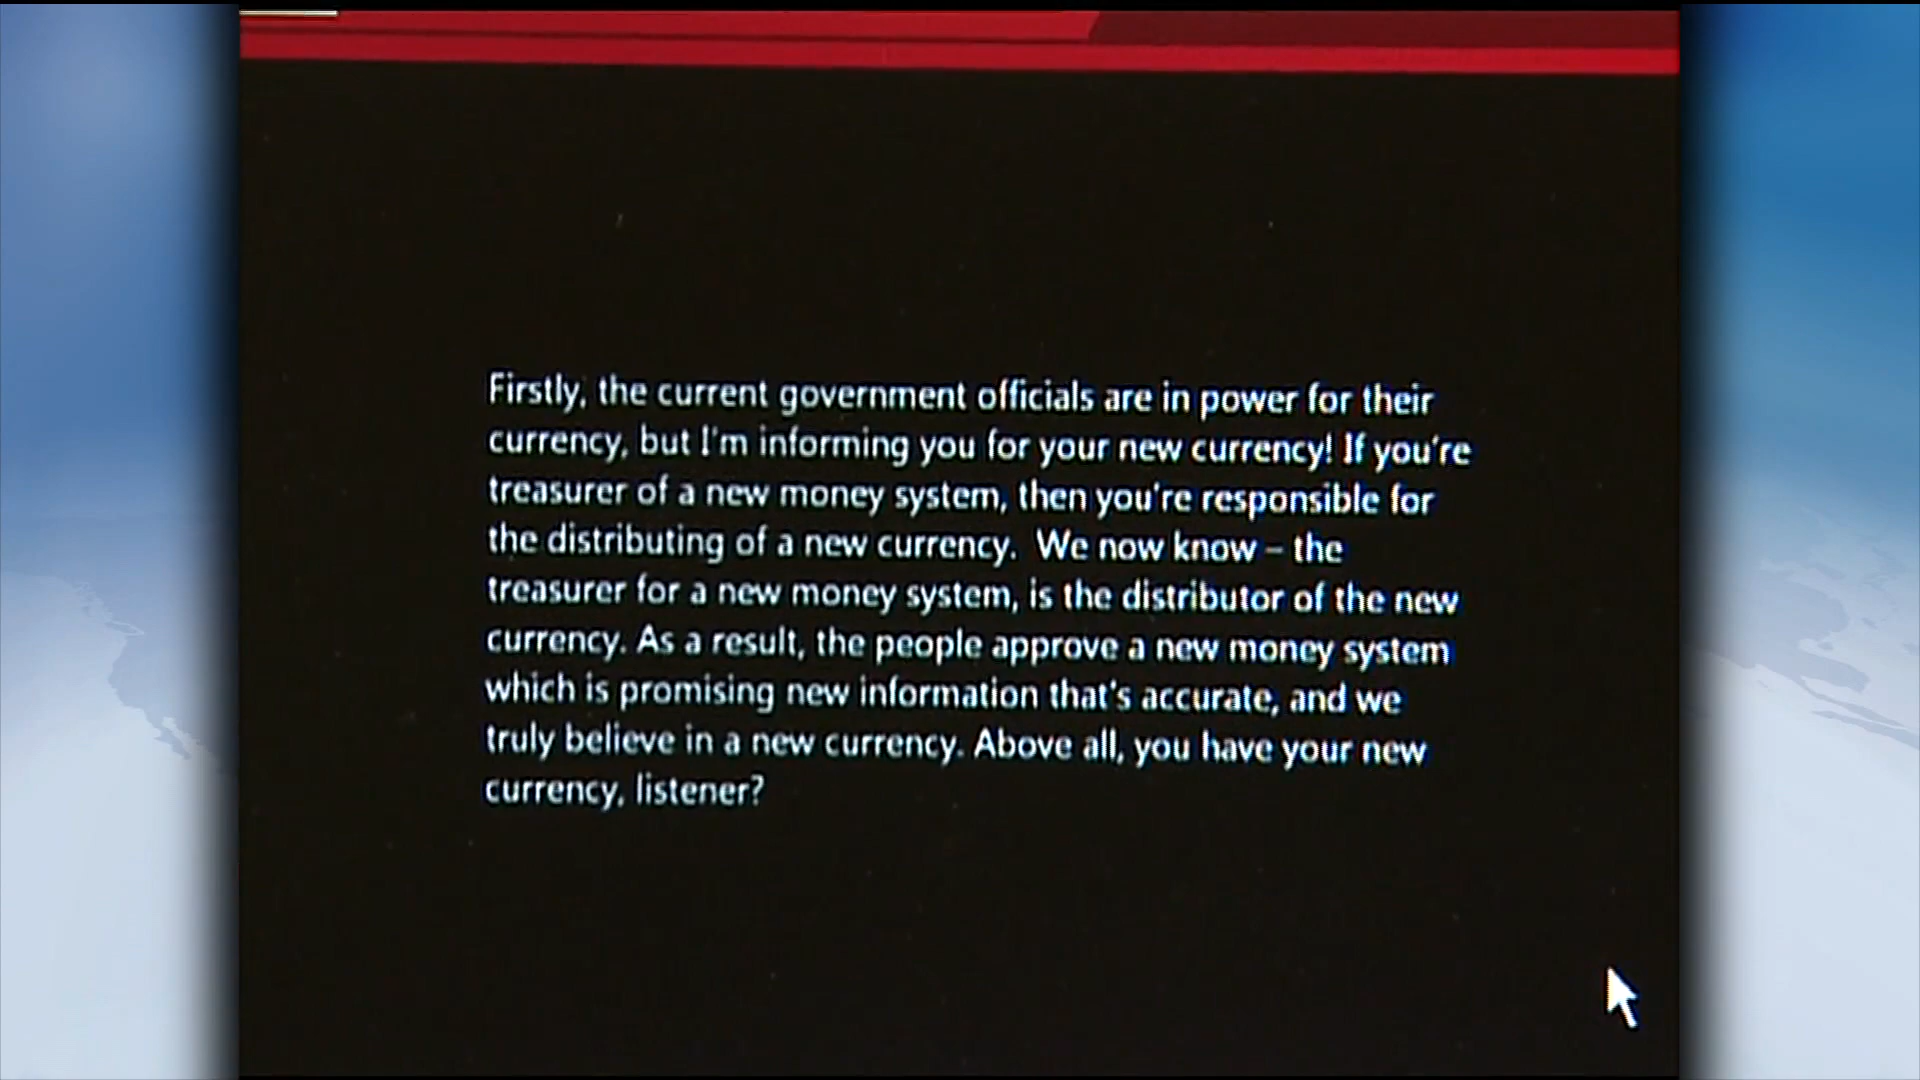 Firstly, the current government officials are in power for their
currency, but I'm informing you for your new currency! If you're
treasurer of a new money system, then you're responsible for
the distributing of a new currency.  We now know – the
treasurer for a new money system, is the distributor of the new
currency. As a result, the people approve a new money system
which is promising new information that's accurate, and we
truly believe in a new currency. Above all, you have your new
currency, listener?